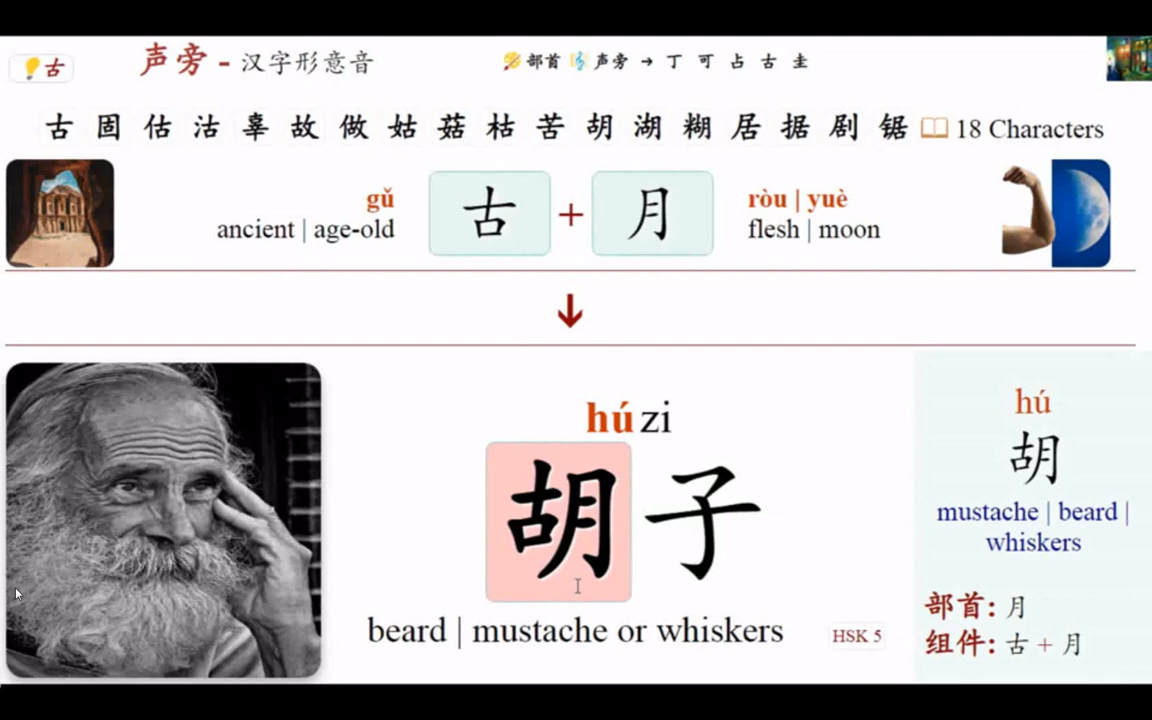 古 声旁 - 汉字形意音 部首 声旁 → 丁 可 占 古 圭
古 固 估 沽 辜 故 做 姑 菇 枯 苦 胡 湖 糊 居 据 剧 锯 18 Characters
gǔ
ancient | age-old
古 + 月
ròu | yuè
flesh | moon
↓
hú zi
胡子
beard | mustache or whiskers
HSK 5
hú
胡
mustache | beard |
whiskers
部首: 月
组件: 古 + 月